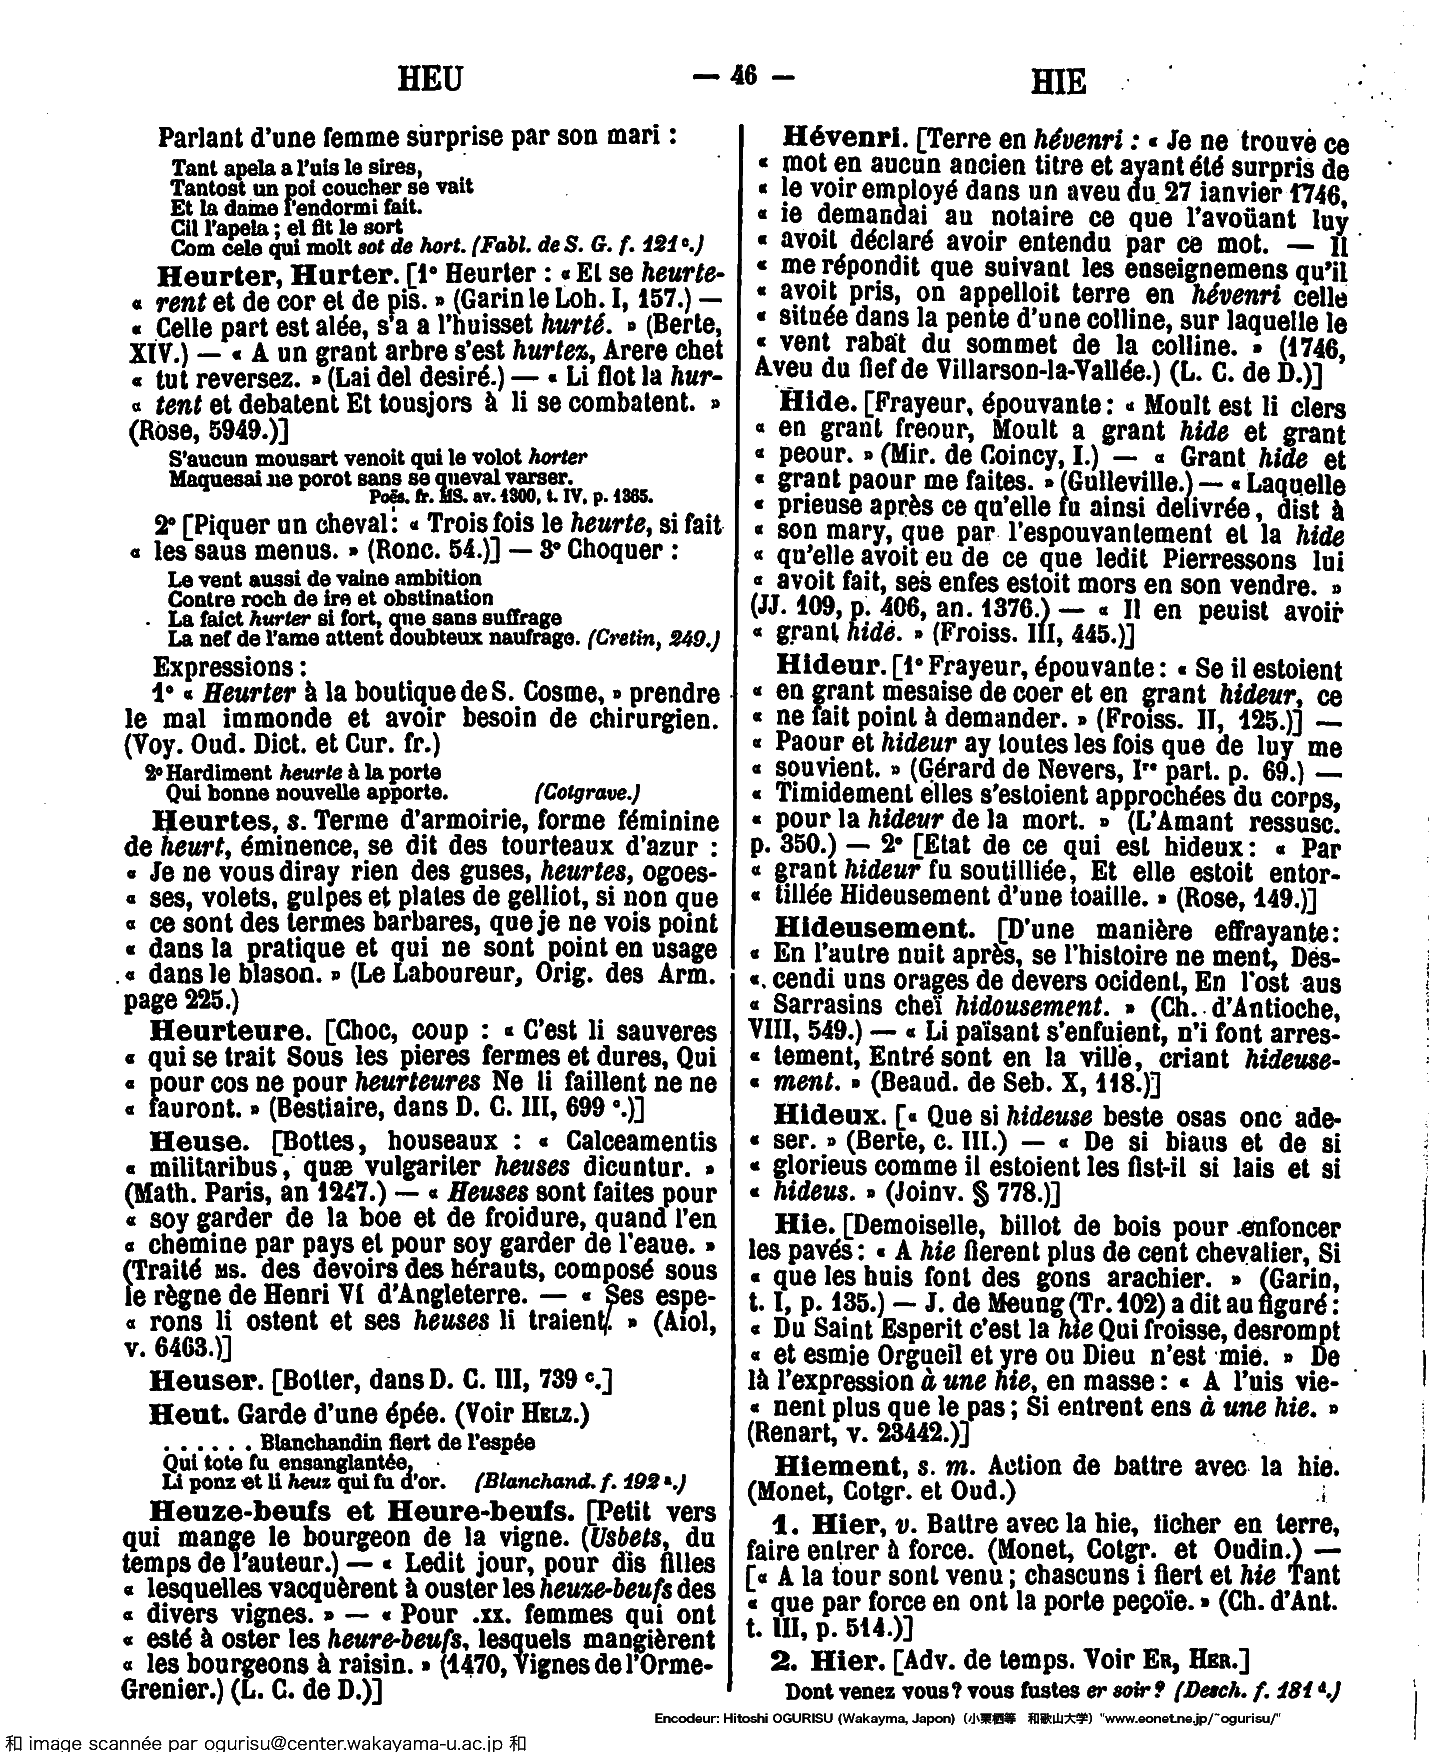 HEU
— 46 —
HIE
Parlant d'une femme surprise par son mari :
Tant apela a l'uis le sires,
Tantost un poi coucher se vait
Et la dame l'endormi fait.
Cil l'apela ; el fit le sort
Com cele qui molt sot de hort. (Fabl. de S. G. f. 121 c.)
Heurter, Hurter. [1° Heurter : « Et se heurte-
« rent et de cor et de pis. » (Garin le Loh. I, 157.) —
« Celle part est alée, s'a a l'huisset hurté. » (Berte,
XIV.) — « A un grant arbre s'est hurtez, Arere chet
« tut reversez. » (Lai del desiré.) — « Li flot la hur-
« tent et debatent Et tousjors à li se combatent. »
(Rose, 5949.)]
S'aucun mousart venoit qui le volot horter
Maquesai ne porot sans se queval varser.
Poës. fr. MS. av. 1300, t. IV, p. 1365.
2° [Piquer un cheval : « Trois fois le heurte, si fait
« les saus menus. » (Ronc. 54.)] — 3° Choquer :
Le vent aussi de vaine ambition
Contre roch de ire et obstination
La faict hurter si fort, que sans suffrage
La nef de l'ame attent doubteux naufrage. (Cretin, 249.)
Expressions :
1° « Heurter à la boutique de S. Cosme, » prendre
le mal immonde et avoir besoin de chirurgien.
(Voy. Oud. Dict. et Cur. fr.)
2° Hardiment heurte à la porte
Qui bonne nouvelle apporte. (Cotgrave.)
Heurtes, s. Terme d'armoirie, forme féminine
de heurt, éminence, se dit des tourteaux d'azur :
« Je ne vous diray rien des guses, heurtes, ogoes-
« ses, volets, gulpes et plates de gelliot, si non que
« ce sont des termes barbares, que je ne vois point
« dans la pratique et qui ne sont point en usage
« dans le blason. » (Le Laboureur, Orig. des Arm.
page 225.)
Heurteure. [Choc, coup : « C'est li sauveres
« qui se trait Sous les pieres fermes et dures, Qui
« pour cos ne pour heurteures Ne li faillent ne ne
« fauront. » (Bestiaire, dans D. C. III, 699 c.)]
Heuse. [Bottes, houseaux : « Calceamentis
« militaribus, quæ vulgariter heuses dicuntur. »
(Math. Paris, an 1247.) — « Heuses sont faites pour
« soy garder de la boe et de froidure, quand l'en
« chemine par pays et pour soy garder de l'eaue. »
(Traité MS. des devoirs des hérauts, composé sous
le règne de Henri VI d'Angleterre. — « Ses espe-
« rons li ostent et ses heuses li traient. » (Aiol,
v. 6463.)]
Heuser. [Botter, dans D. C. III, 739 c.]
Heut. Garde d'une épée. (Voir HELZ.)
. . . . . . Blanchandin fiert de l'espée
Qui tote fu ensanglantée,
Li ponz et li heuz qui fu d'or. (Blanchand. f. 192 a.)
Heuze-beufs et Heure-beufs. [Petit vers
qui mange le bourgeon de la vigne. (Usbets, du
temps de l'auteur.) — « Ledit jour, pour dis filles
« lesquelles vacquèrent à ouster les heuze-beufs des
« divers vignes. » — « Pour .xx. femmes qui ont
« esté à oster les heure-beufs, lesquels mangièrent
« les bourgeons à raisin. » (1470, Vignes de l'Orme-
Grenier.) (L. C. de D.)]
Hévenri. [Terre en hévenri : « Je ne trouve ce
« mot en aucun ancien titre et ayant été surpris de
« le voir employé dans un aveu du 27 ianvier 1746,
« ie demandai au notaire ce que l'avoüant luy
« avoit déclaré avoir entendu par ce mot. — Il
« me répondit que suivant les enseignemens qu'il
« avoit pris, on appelloit terre en hévenri celle
« située dans la pente d'une colline, sur laquelle le
« vent rabat du sommet de la colline. » (1746,
Aveu du fief de Villarson-la-Vallée.) (L. C. de D.)]
Hide. [Frayeur, épouvante : « Moult est li clers
« en grant freour, Moult a grant hide et grant
« peour. » (Mir. de Coincy, I.) — « Grant hide et
« grant paour me faites. » (Gulleville.) — « Laquelle
« prieuse après ce qu'elle fu ainsi delivrée, dist à
« son mary, que par l'espouvantement et la hide
« qu'elle avoit eu de ce que ledit Pierressons lui
« avoit fait, ses enfes estoit mors en son vendre. »
(JJ. 109, p. 406, an. 1376.) — « Il en peuist avoir
« grant hide. » (Froiss. III, 445.)]
Hideur. [1° Frayeur, épouvante : « Se il estoient
« en grant mesaise de coer et en grant hideur, ce
« ne fait point à demander. » (Froiss. II, 125.)] —
« Paour et hideur ay toutes les fois que de luy me
« souvient. » (Gérard de Nevers, Ire part. p. 69.) —
« Timidement elles s'estoient approchées du corps,
« pour la hideur de la mort. » (L'Amant ressusc.
p. 350.) — 2° [Etat de ce qui est hideux : « Par
« grant hideur fu soutilliée, Et elle estoit entor-
« tillée Hideusement d'une toaille. » (Rose, 149.)]
Hideusement. [D'une manière effrayante :
« En l'autre nuit après, se l'histoire ne ment, Des-
« cendi uns orages de devers ocident, En l'ost aus
« Sarrasins cheï hidousement. » (Ch. d'Antioche,
VIII, 549.) — « Li païsant s'enfuient, n'i font arres-
« tement, Entré sont en la ville, criant hideuse-
« ment. » (Beaud. de Seb. X, 118.)]
Hideux. [« Que si hideuse beste osas onc ade-
« ser. » (Berte, c. III.) — « De si biaus et de si
« glorieus comme il estoient les fist-il si lais et si
« hideus. » (Joinv. § 778.)]
Hie. [Demoiselle, billot de bois pour enfoncer
les pavés : « A hie fierent plus de cent chevalier, Si
« que les huis font des gons arachier. » (Garin,
t. I, p. 135.) — J. de Meung (Tr. 102) a dit au figuré :
« Du Saint Esperit c'est la hie Qui froisse, desrompt
« et esmie Orgueil et yre ou Dieu n'est mie. » De
là l'expression à une hie, en masse : « A l'uis vie-
« nent plus que le pas ; Si entrent ens à une hie. »
(Renart, v. 23442.)]
Hiement, s. m. Action de battre avec la hie.
(Monet, Cotgr. et Oud.)
1. Hier, v. Battre avec la hie, ficher en terre,
faire entrer à force. (Monet, Cotgr. et Oudin.) —
[« A la tour sont venu ; chascuns i fiert et hie Tant
« que par force en ont la porte peçoïe. » (Ch. d'Ant.
t. III, p. 514.)]
2. Hier. [Adv. de temps. Voir ER, HER.]
Dont venez vous ? vous fustes er soir ? (Desch. f. 181 d.)
Encodeur: Hitoshi OGURISU (Wakayma, Japon) (小栗栖等 和歌山大学) "www.eonet.ne.jp/~ogurisu/"
和 image scannée par ogurisu@center.wakayama-u.ac.jp 和